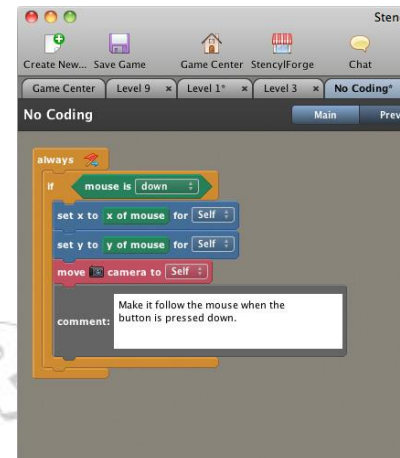 Sten
Create New... Save Game Game Center StencylForge Chat
Game Center Level 9 × Level 1* × Level 3 × No Coding*
No Coding Main Prev
always
if mouse is down
set x to x of mouse for Self
set y to y of mouse for Self
move camera to Self
comment: Make it follow the mouse when the
button is pressed down.